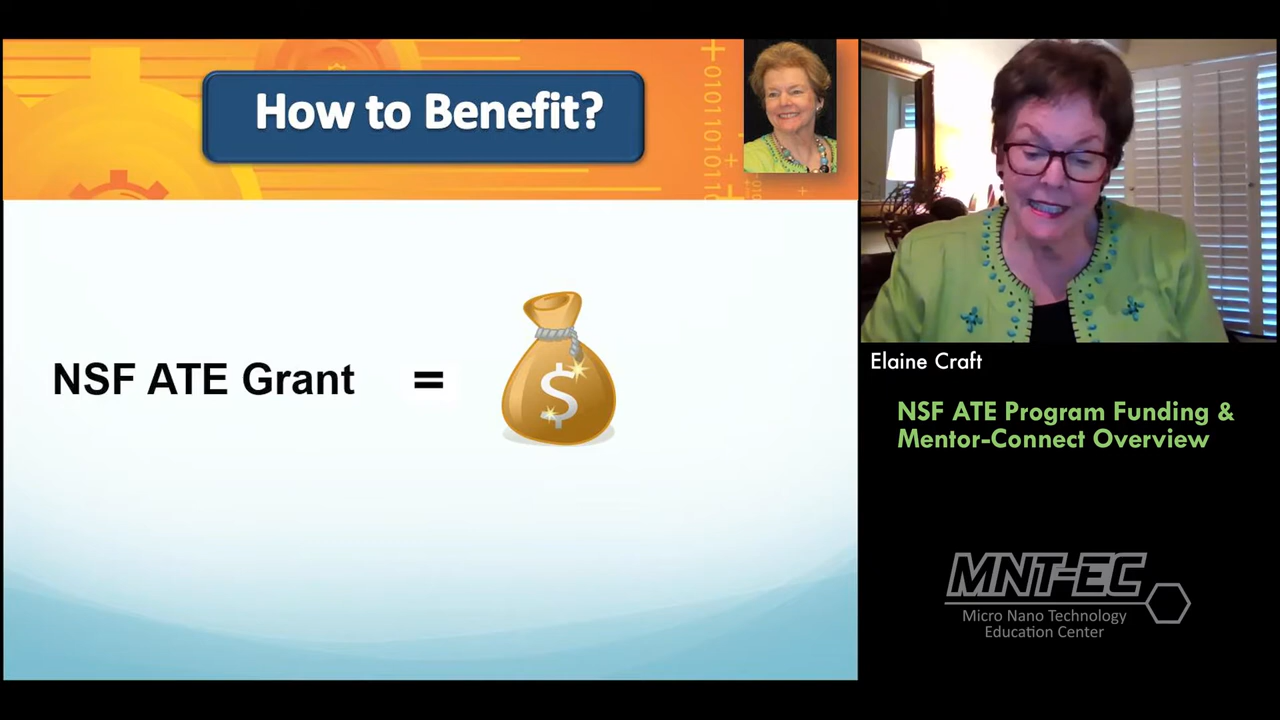 How to Benefit?
NSF ATE Grant =
$
Elaine Craft
NSF ATE Program Funding &
Mentor-Connect Overview
MNT-EC
Micro Nano Technology
Education Center